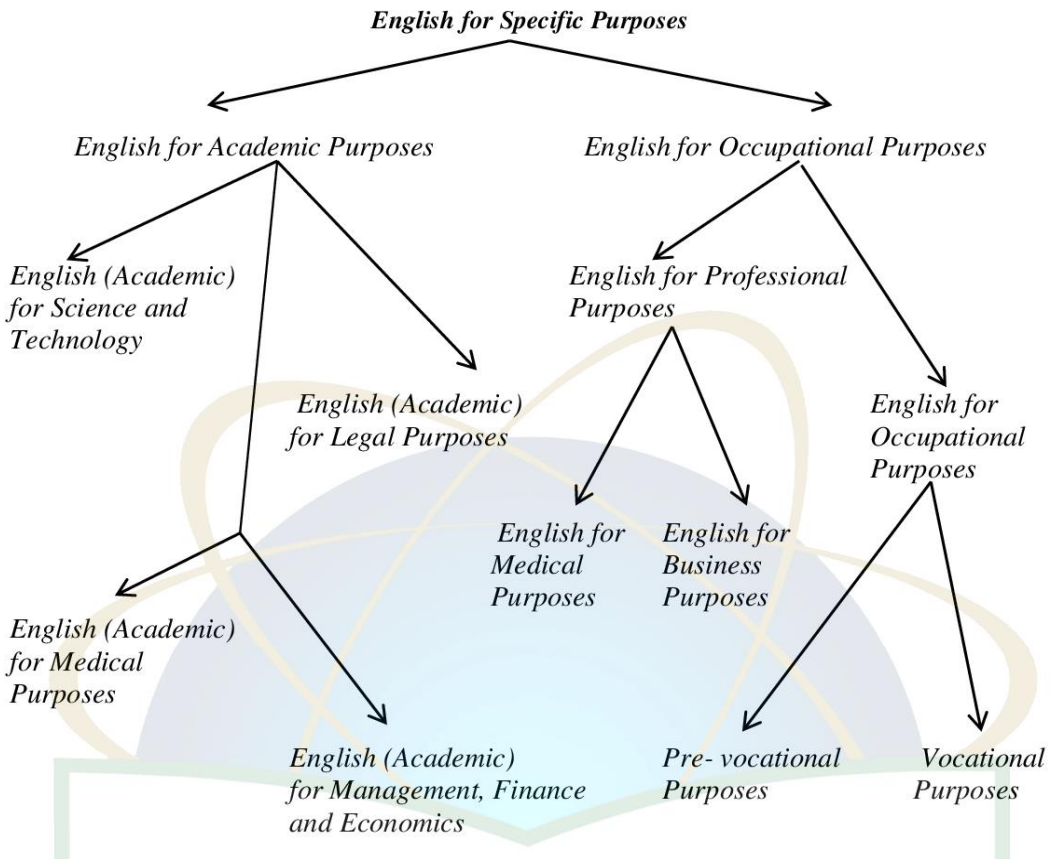 English for Specific Purposes
English for Academic Purposes
English for Occupational Purposes
English (Academic)
for Science and
Technology
English for Professional
Purposes
English (Academic)
for Legal Purposes
English for
Occupational
Purposes
English for
Medical
Purposes
English for
Business
Purposes
English (Academic)
for Medical
Purposes
English (Academic)
for Management, Finance
and Economics
Pre- vocational
Purposes
Vocational
Purposes